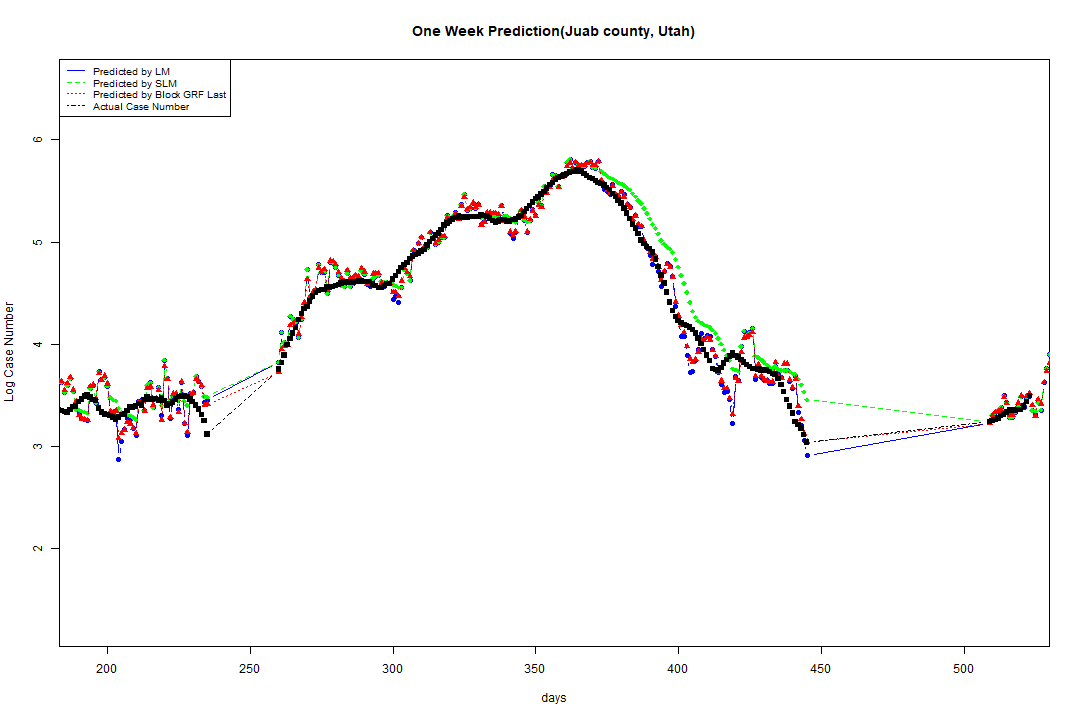 One Week Prediction(Juab county, Utah)
Predicted by LM
Predicted by SLM
Predicted by Block GRF Last
Actual Case Number
6
5
4
3
2
Log Case Number
200 250 300 350 400 450 500
days